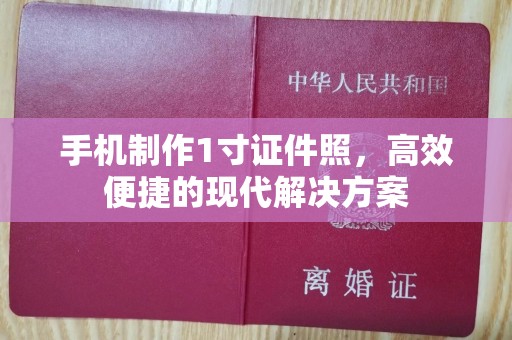 中华人民共和国
手机制作1寸证件照，高效
便捷的现代解决方案
离婚证